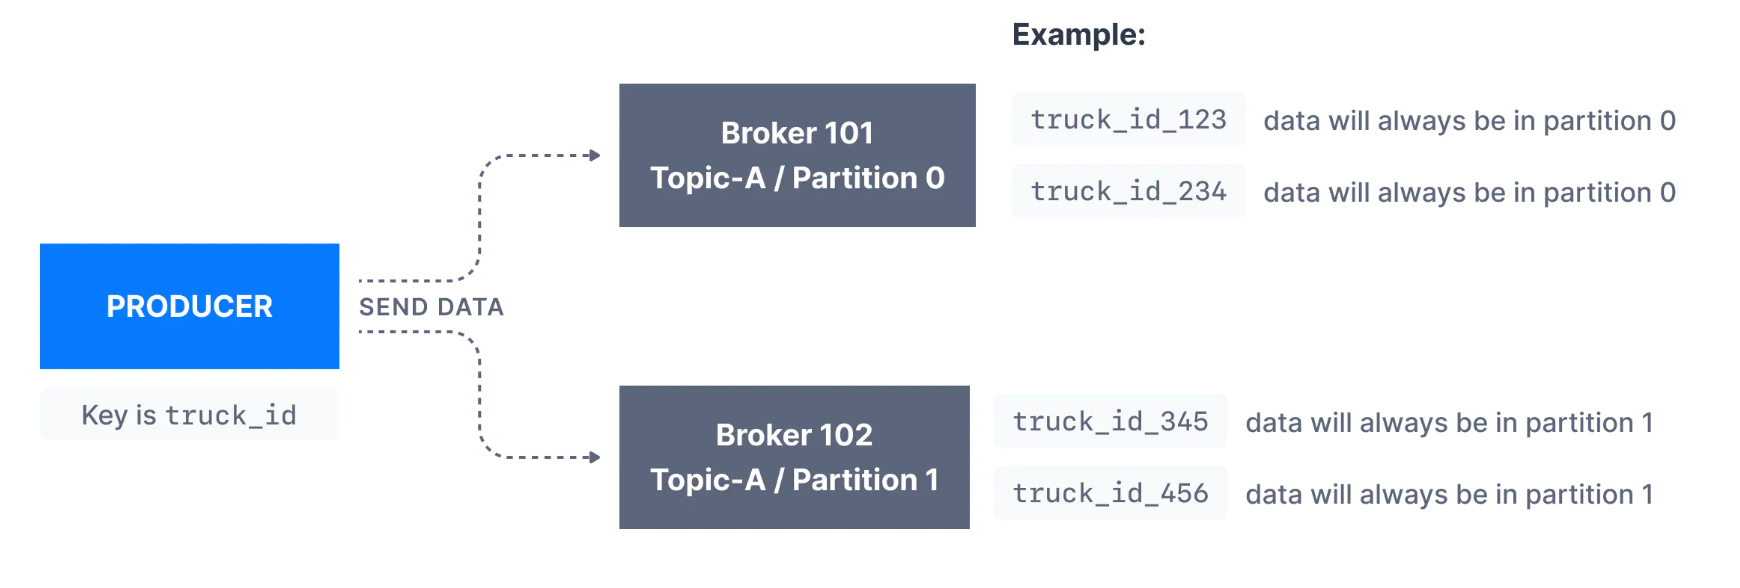 Example:
Broker 101
Topic-A / Partition 0
truck_id_123 data will always be in partition 0
truck_id_234 data will always be in partition 0
PRODUCER
SEND DATA
Key is truck_id
Broker 102
Topic-A / Partition 1
truck_id_345 data will always be in partition 1
truck_id_456 data will always be in partition 1